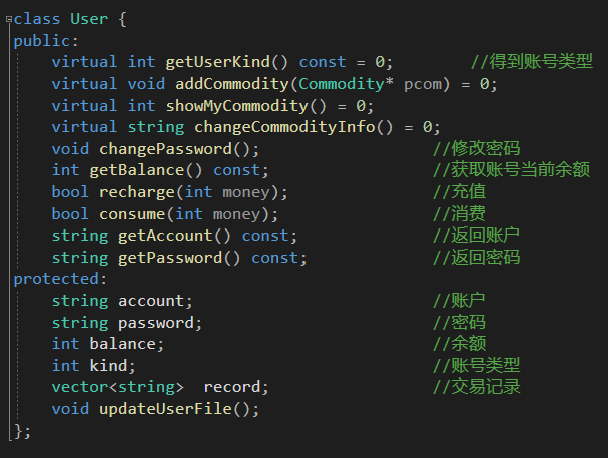 class User {
public:
    virtual int getUserKind() const = 0;        //得到账号类型
    virtual void addCommodity(Commodity* pcom) = 0;
    virtual int showMyCommodity() = 0;
    virtual string changeCommodityInfo() = 0;
    void changePassword();                  //修改密码
    int getBalance() const;                 //获取账号当前余额
    bool recharge(int money);               //充值
    bool consume(int money);                //消费
    string getAccount() const;              //返回账户
    string getPassword() const;             //返回密码
protected:
    string account;                         //账户
    string password;                        //密码
    int balance;                            //余额
    int kind;                               //账号类型
    vector<string>  record;                 //交易记录
    void updateUserFile();
};